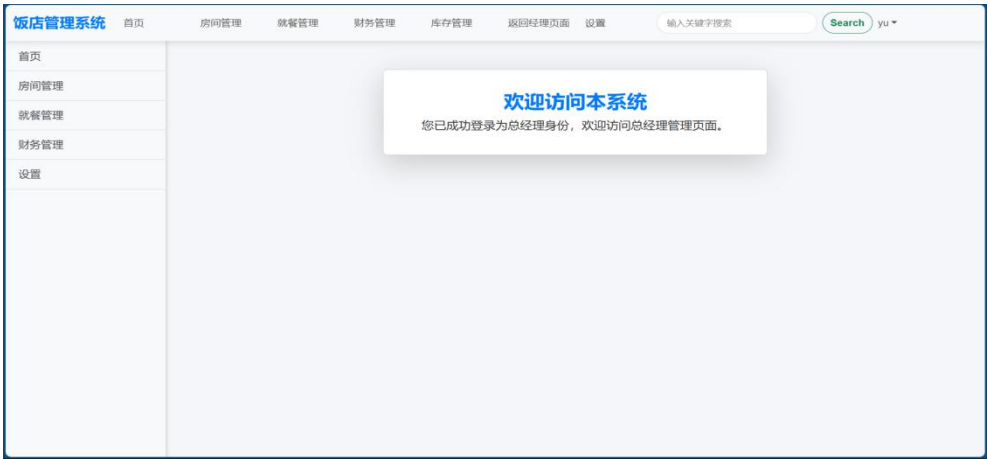 饭店管理系统 首页 房间管理 就餐管理 财务管理 库存管理 返回经理页面 设置 输入关键字搜索 Search yu
首页
房间管理
就餐管理
财务管理
设置
欢迎访问本系统
您已成功登录为总经理身份，欢迎访问总经理管理页面。